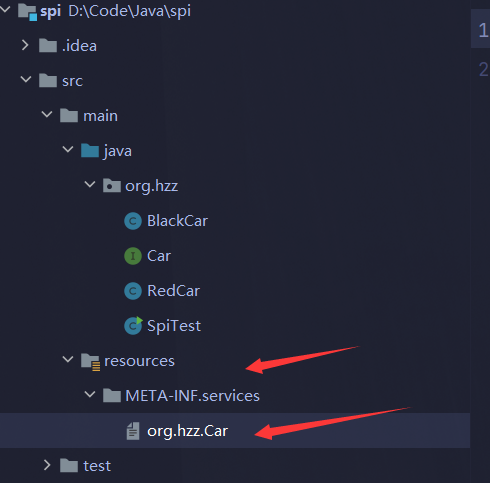 spi D:\Code\Java\spi
1
.idea
2
src
main
java
org.hzz
C BlackCar
I Car
C RedCar
C SpiTest
resources
META-INF.services
org.hzz.Car
test